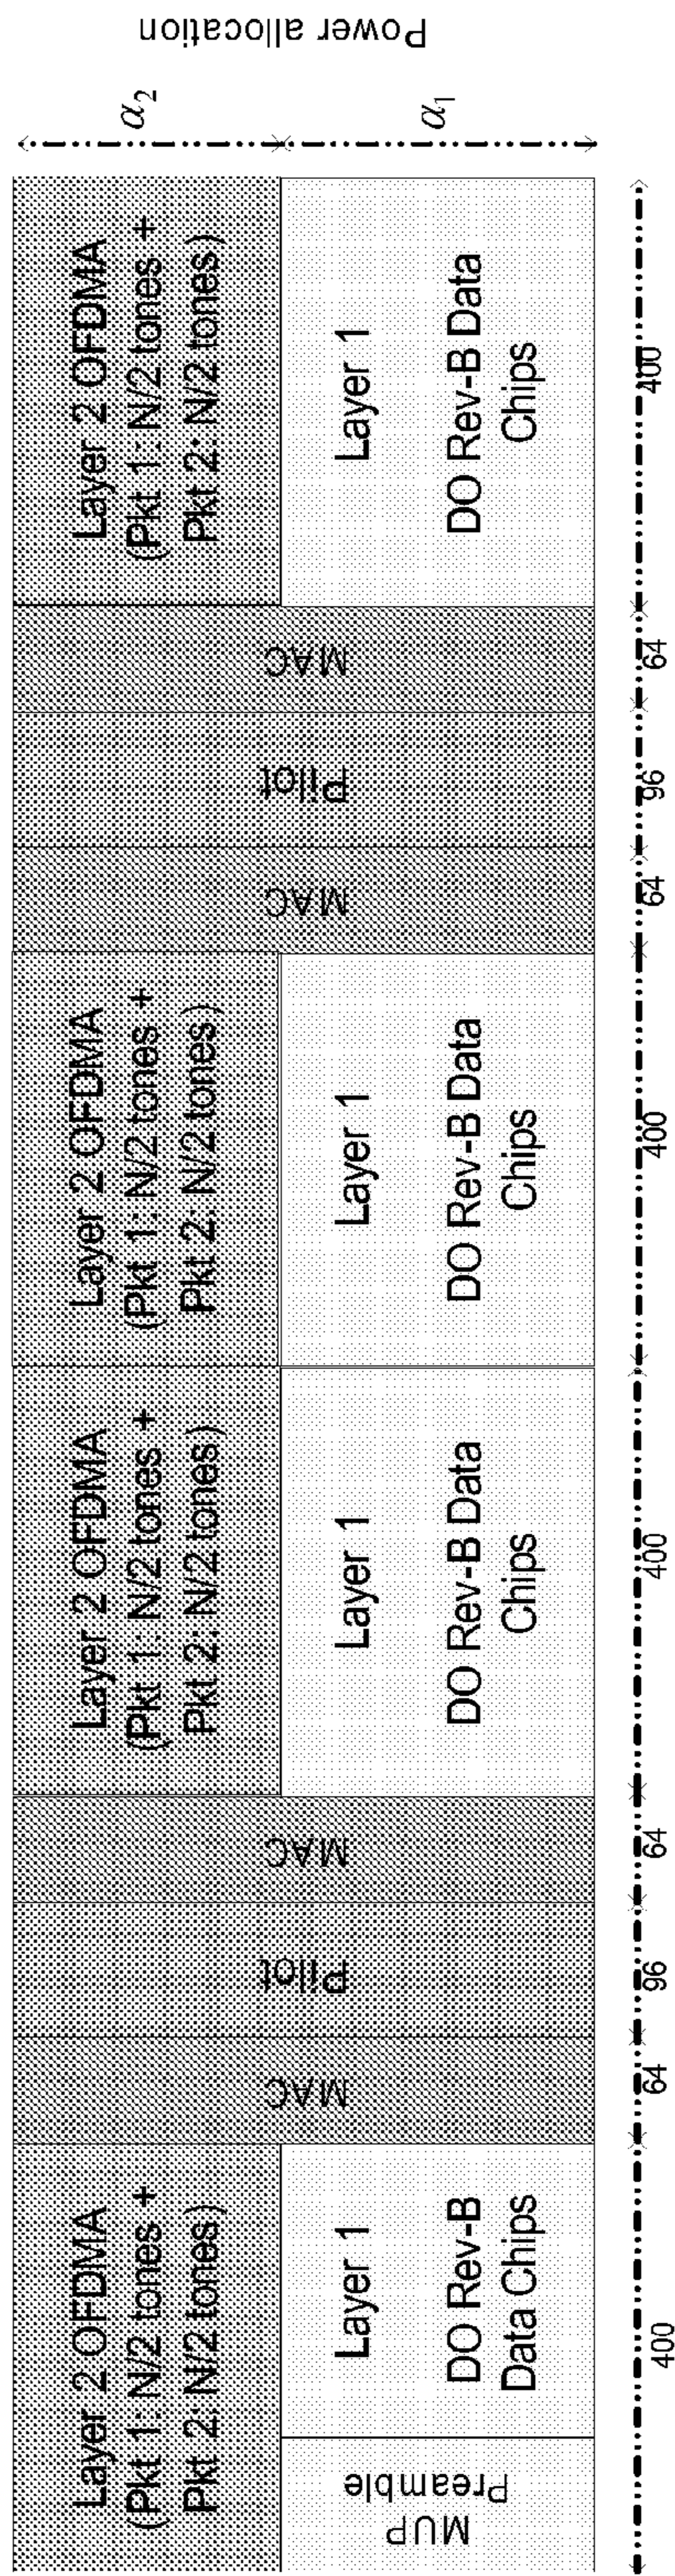 Layer 2 OFDMA
(Pkt 1: N/2 tones +
Pkt 2: N/2 tones)
MUP
Preamble
Layer 1
DO Rev-B
Data Chips
MAC
Pilot
MAC
Layer 2 OFDMA
(Pkt 1: N/2 tones +
Pkt 2: N/2 tones)
Layer 1
DO Rev-B Data
Chips
Layer 2 OFDMA
(Pkt 1: N/2 tones +
Pkt 2: N/2 tones)
Layer 1
DO Rev-B Data
Chips
MAC
Pilot
MAC
Layer 2 OFDMA
(Pkt 1: N/2 tones +
Pkt 2: N/2 tones)
Layer 1
DO Rev-B Data
Chips
α2
α1
Power allocation
400
64
96
64
400
400
64
96
64
400